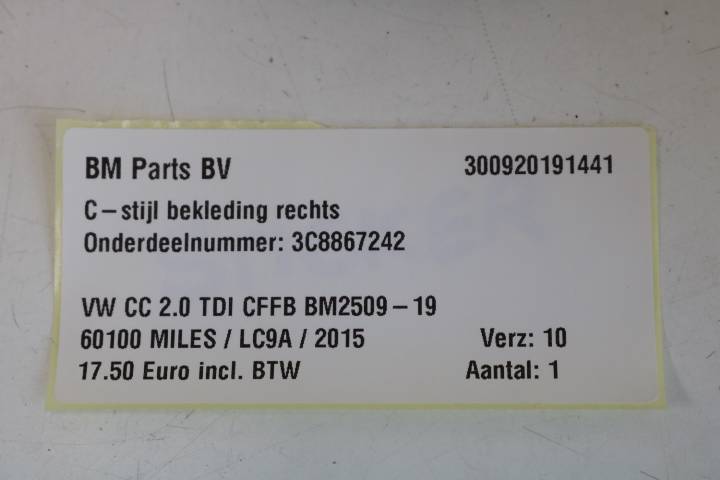 BM Parts BV 300920191441
C-stijl bekleding rechts
Onderdeelnummer: 3C8867242
VW CC 2.0 TDI CFFB BM2509-19
60100 MILES / LC9A / 2015 Verz: 10
17.50 Euro incl. BTW Aantal: 1